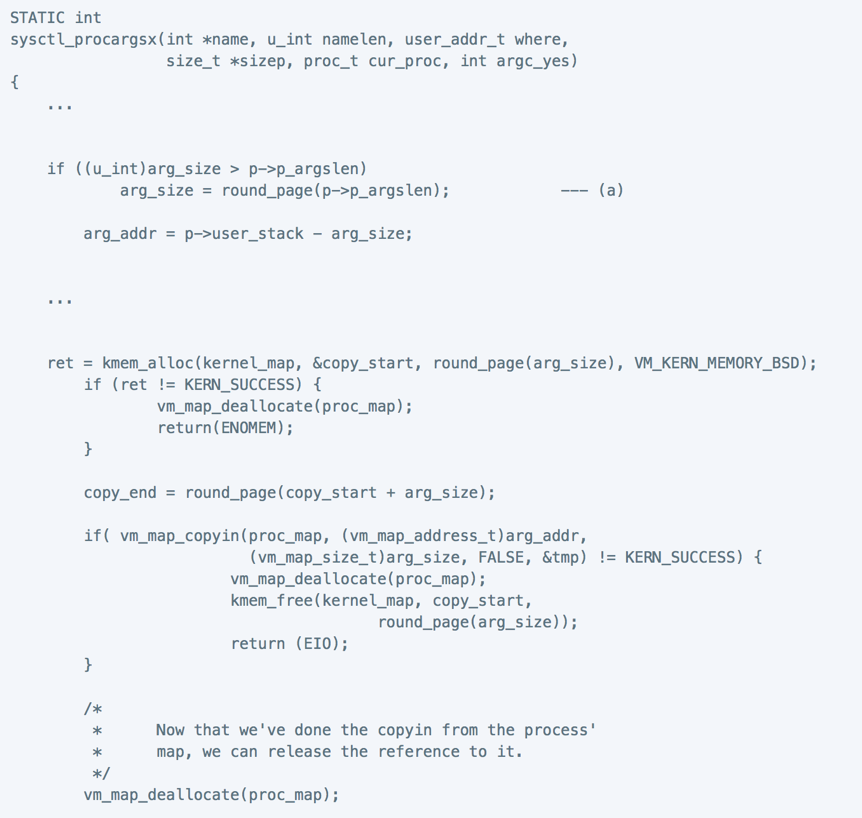 STATIC int
sysctl_procargsx(int *name, u_int namelen, user_addr_t where,
                 size_t *sizep, proc_t cur_proc, int argc_yes)
{
    ...
    if ((u_int)arg_size > p->p_argslen)
            arg_size = round_page(p->p_argslen);            --- (a)
        arg_addr = p->user_stack - arg_size;
    ...
    ret = kmem_alloc(kernel_map, &copy_start, round_page(arg_size), VM_KERN_MEMORY_BSD);
        if (ret != KERN_SUCCESS) {
                vm_map_deallocate(proc_map);
                return(ENOMEM);
        }
        copy_end = round_page(copy_start + arg_size);
        if( vm_map_copyin(proc_map, (vm_map_address_t)arg_addr,
                          (vm_map_size_t)arg_size, FALSE, &tmp) != KERN_SUCCESS) {
                        vm_map_deallocate(proc_map);
                        kmem_free(kernel_map, copy_start,
                                        round_page(arg_size));
                        return (EIO);
        }
        /*
         *      Now that we've done the copyin from the process'
         *      map, we can release the reference to it.
         */
        vm_map_deallocate(proc_map);